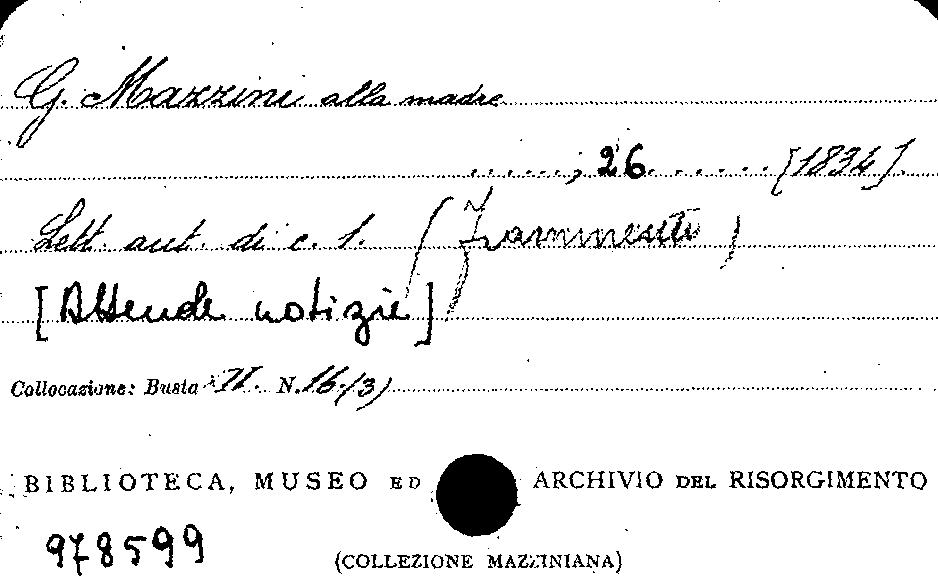 G. Mazzini alla madre
......, 26 ...... [1834].
Lett. aut. di c. 1. (Frammento)
[Attende notizie]
Collocazione: Busta II. N. 16 (3)
BIBLIOTECA, MUSEO ED ARCHIVIO DEL RISORGIMENTO
978599
(COLLEZIONE MAZZINIANA)